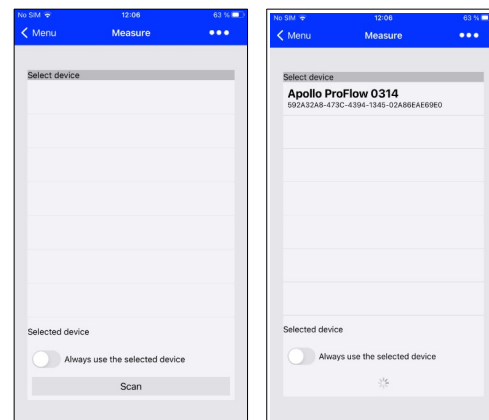 No SIM 12:06 63 %
Menu Measure
Select device
Selected device
Always use the selected device
Scan
No SIM 12:06 63 %
Menu Measure
Select device
Apollo ProFlow 0314
592A32A8-473C-4394-1345-02A86EAE69E0
Selected device
Always use the selected device